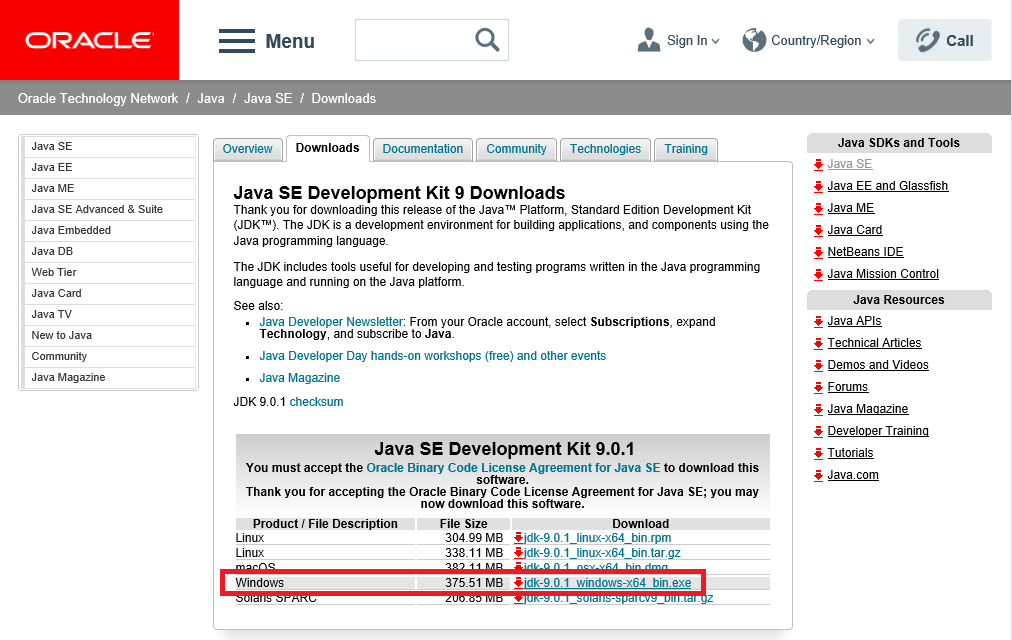 ORACLE
Menu
Sign In
Country/Region
Call
Oracle Technology Network / Java / Java SE / Downloads
Java SE
Java EE
Java ME
Java SE Advanced & Suite
Java Embedded
Java DB
Web Tier
Java Card
Java TV
New to Java
Community
Java Magazine
Overview Downloads Documentation Community Technologies Training
Java SE Development Kit 9 Downloads
Thank you for downloading this release of the Java™ Platform, Standard Edition Development Kit
(JDK™). The JDK is a development environment for building applications, and components using the
Java programming language.
The JDK includes tools useful for developing and testing programs written in the Java programming
language and running on the Java platform.
See also:
Java Developer Newsletter: From your Oracle account, select Subscriptions, expand
Technology, and subscribe to Java.
Java Developer Day hands-on workshops (free) and other events
Java Magazine
JDK 9.0.1 checksum
Java SE Development Kit 9.0.1
You must accept the Oracle Binary Code License Agreement for Java SE to download this
software.
Thank you for accepting the Oracle Binary Code License Agreement for Java SE; you may
now download this software.
Product / File Description File Size Download
Linux 304.99 MB jdk-9.0.1_linux-x64_bin.rpm
Linux 338.11 MB jdk-9.0.1_linux-x64_bin.tar.gz
macOS 382.11 MB jdk-9.0.1_osx-x64_bin.dmg
Windows 375.51 MB jdk-9.0.1_windows-x64_bin.exe
Solaris SPARC 206.85 MB jdk-9.0.1_solaris-sparcv9_bin.tar.gz
Java SDKs and Tools
Java SE
Java EE and Glassfish
Java ME
Java Card
NetBeans IDE
Java Mission Control
Java Resources
Java APIs
Technical Articles
Demos and Videos
Forums
Java Magazine
Developer Training
Tutorials
Java.com